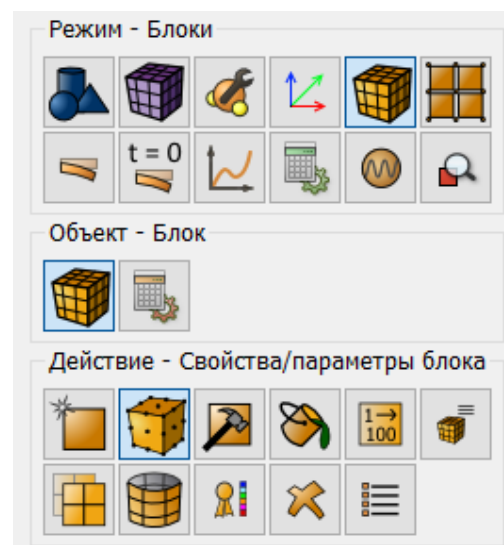 Режим - Блоки
t = 0
Объект - Блок
Действие - Свойства/параметры блока
1→
100